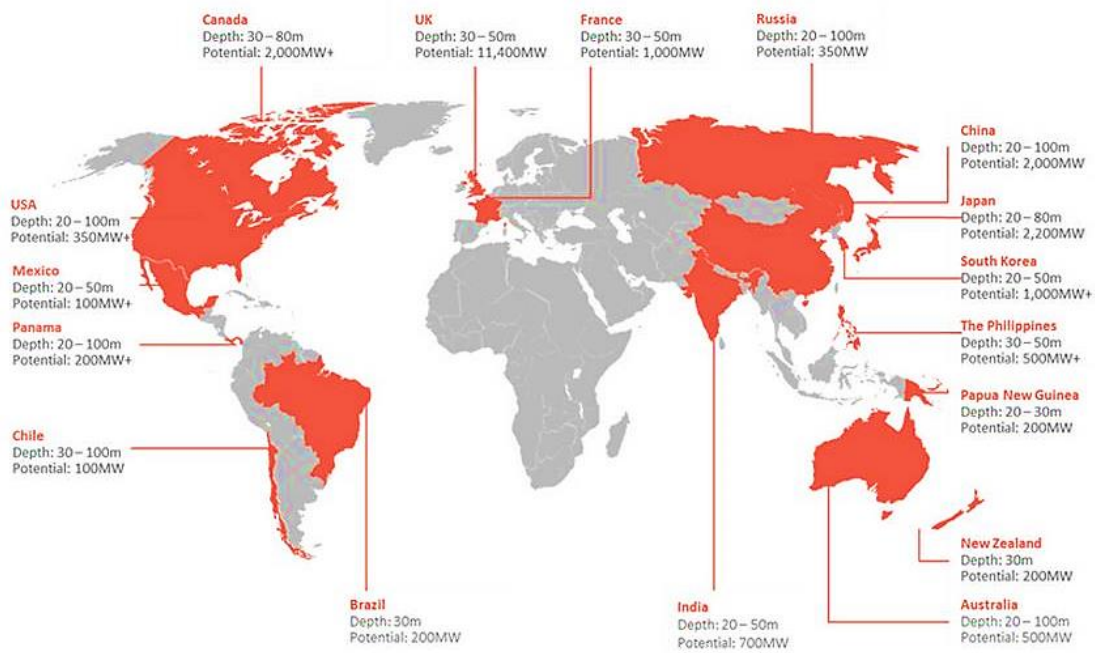 Canada
Depth: 30 – 80m
Potential: 2,000MW+
UK
Depth: 30 – 50m
Potential: 11,400MW
France
Depth: 30 – 50m
Potential: 1,000MW
Russia
Depth: 20 – 100m
Potential: 350MW
China
Depth: 20 – 100m
Potential: 2,000MW
USA
Depth: 20 – 100m
Potential: 350MW+
Japan
Depth: 20 – 80m
Potential: 2,200MW
Mexico
Depth: 20 – 50m
Potential: 100MW+
South Korea
Depth: 20 – 50m
Potential: 1,000MW+
Panama
Depth: 20 – 100m
Potential: 200MW+
The Philippines
Depth: 30 – 50m
Potential: 500MW+
Papua New Guinea
Depth: 20 – 30m
Potential: 200MW
Chile
Depth: 30 – 100m
Potential: 100MW
New Zealand
Depth: 30m
Potential: 200MW
Brazil
Depth: 30m
Potential: 200MW
India
Depth: 20 – 50m
Potential: 700MW
Australia
Depth: 20 – 100m
Potential: 500MW